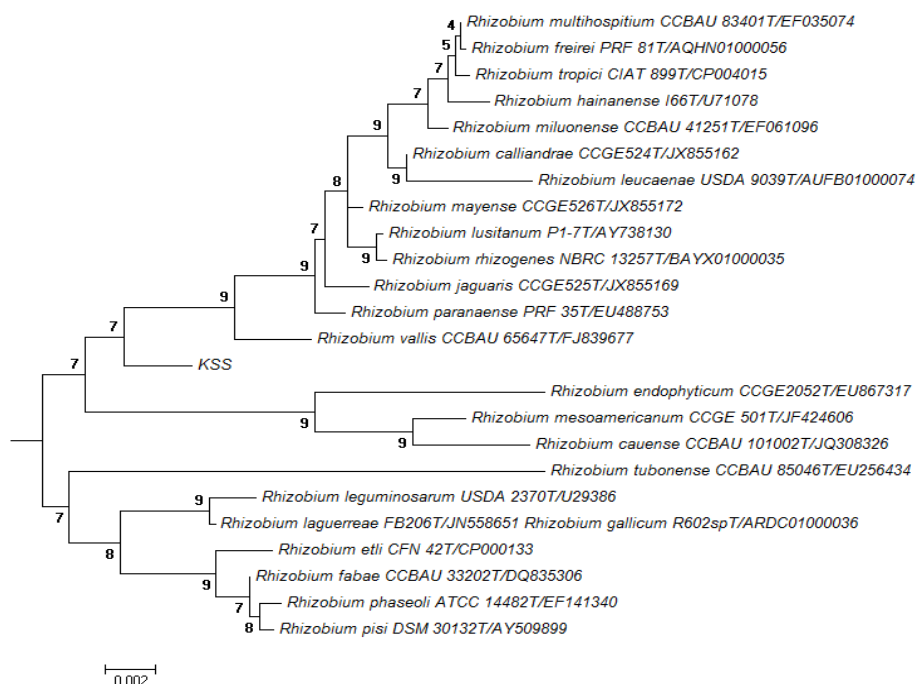 4 Rhizobium multihospitium CCBAU 83401T/EF035074
5 Rhizobium freirei PRF 81T/AQHN01000056
7 Rhizobium tropici CIAT 899T/CP004015
7 Rhizobium hainanense I66T/U71078
9 Rhizobium miluonense CCBAU 41251T/EF061096
Rhizobium calliandrae CCGE524T/JX855162
9 Rhizobium leucaenae USDA 9039T/AUFB01000074
8 Rhizobium mayense CCGE526T/JX855172
Rhizobium lusitanum P1-7T/AY738130
7 9 Rhizobium rhizogenes NBRC 13257T/BAYX01000035
9 Rhizobium jaguaris CCGE525T/JX855169
9 Rhizobium paranaense PRF 35T/EU488753
7 Rhizobium vallis CCBAU 65647T/FJ839677
7 KSS
Rhizobium endophyticum CCGE2052T/EU867317
9 Rhizobium mesoamericanum CCGE 501T/JF424606
9 Rhizobium cauense CCBAU 101002T/JQ308326
Rhizobium tubonense CCBAU 85046T/EU256434
9 Rhizobium leguminosarum USDA 2370T/U29386
7 Rhizobium laguerreae FB206T/JN558651 Rhizobium gallicum R602spT/ARDC01000036
8 Rhizobium etli CFN 42T/CP000133
9 Rhizobium fabae CCBAU 33202T/DQ835306
7 Rhizobium phaseoli ATCC 14482T/EF141340
8 Rhizobium pisi DSM 30132T/AY509899
0.002